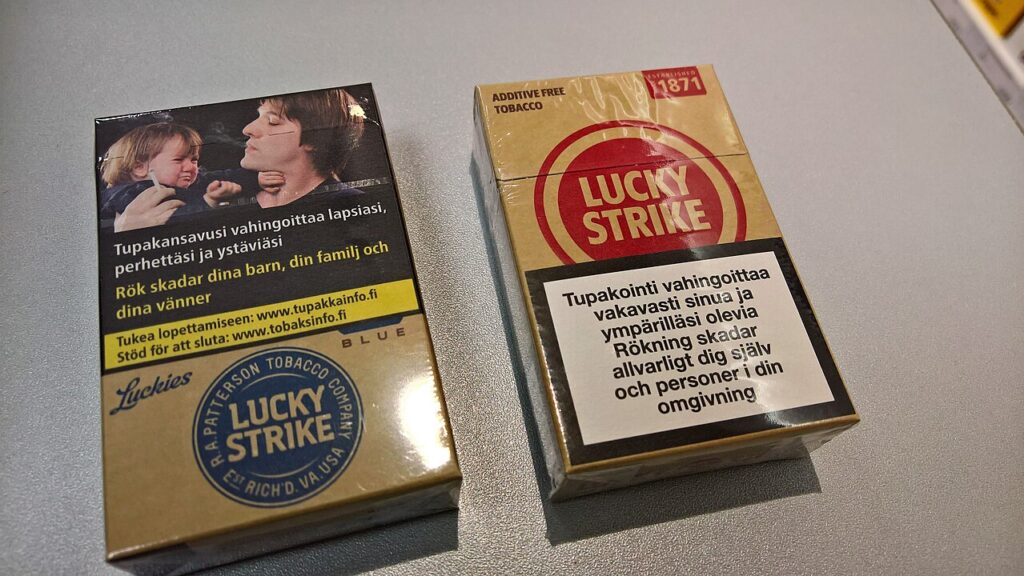 Tupakansavusi vahingoittaa lapsiasi,
perhettäsi ja ystäviäsi
Rök skadar dina barn, din familj och
dina vänner
Tukea lopettamiseen: www.tupakkainfo.fi
Stöd för att sluta: www.tobaksinfo.fi
BLUE
Luckies
R.A. PATTERSON TOBACCO COMPANY
LUCKY
STRIKE
EST RICH'D. VA. USA
ADDITIVE FREE
TOBACCO
ESTABLISHED
1871
LUCKY
STRIKE
Tupakointi vahingoittaa
vakavasti sinua ja
ympärilläsi olevia
Rökning skadar
allvarligt dig själv
och personer i din
omgivning